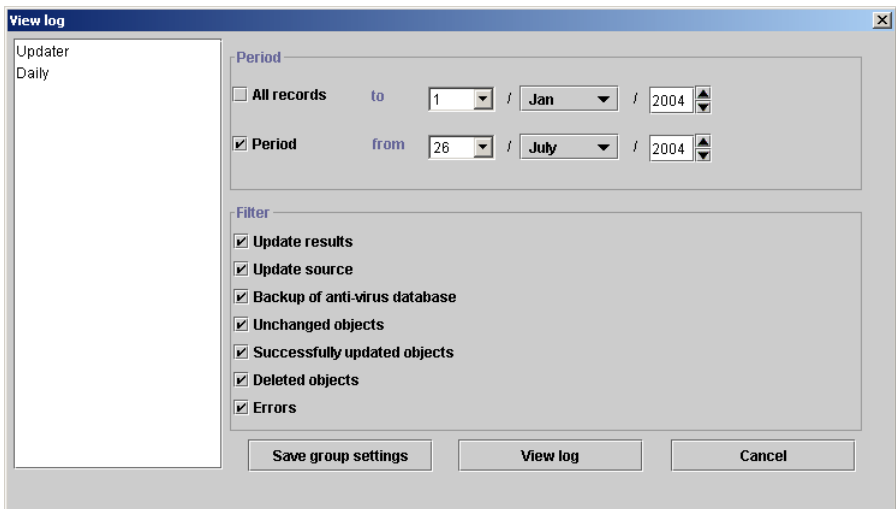 View log
Updater
Daily
Period
All records to 1 / Jan / 2004
Period from 26 / July / 2004
Filter
Update results
Update source
Backup of anti-virus database
Unchanged objects
Successfully updated objects
Deleted objects
Errors
Save group settings View log Cancel